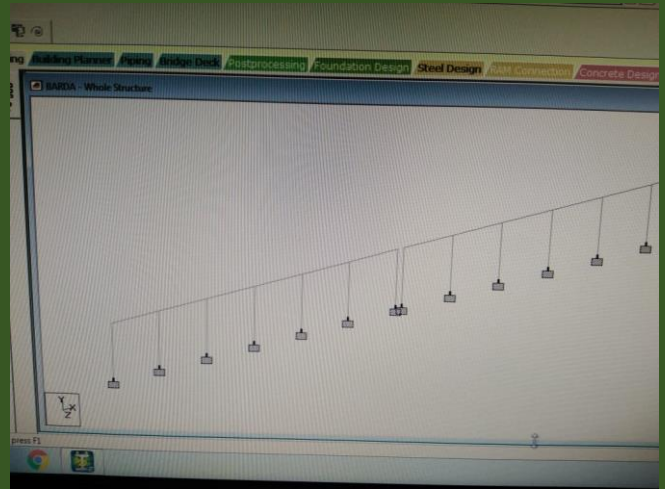 Building Planner Piping Bridge Deck Postprocessing Foundation Design Steel Design RAM Connection Concrete Design
BARDA - Whole Structure
Y
X
Z
press F1